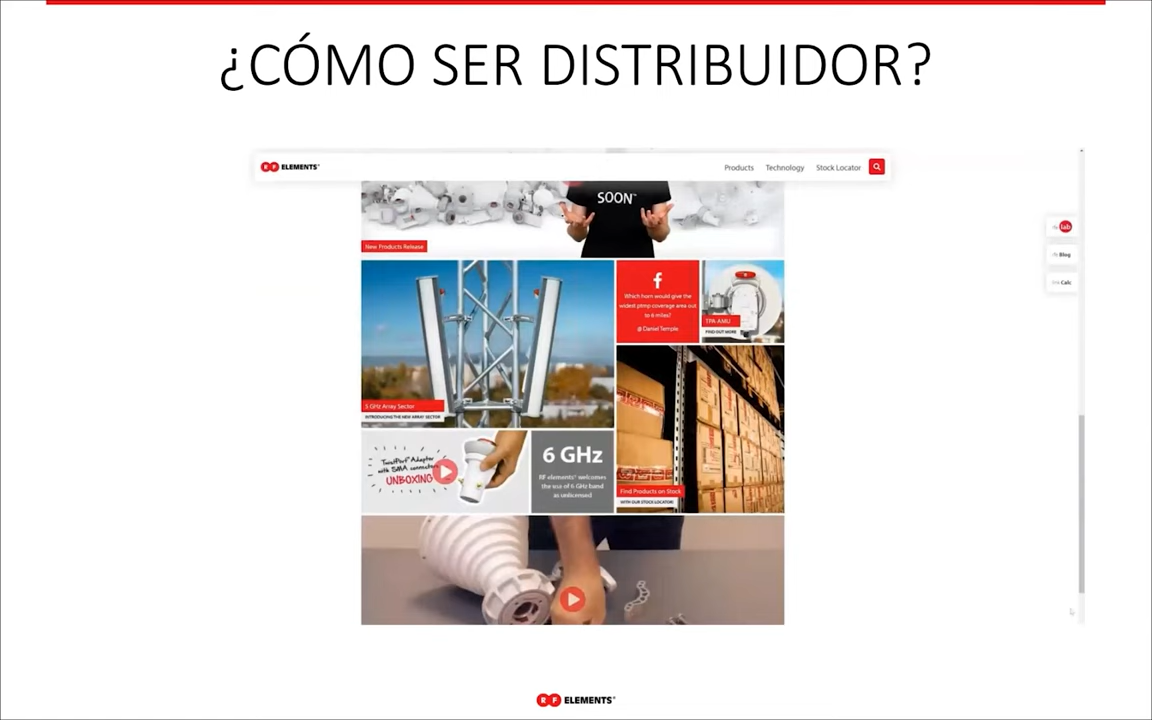 ¿CÓMO SER DISTRIBUIDOR?
RF ELEMENTS
Products Technology Stock Locator
SOON™
New Products Release
lab
Blog
Calc
Which horn would give the
widest ptmp coverage area out
to 6 miles?
@ Daniel Temple
TPA-AMU
FIND OUT MORE
5 GHz Array Sector
INTRODUCING THE NEW ARRAY SECTOR
TwistPort Adaptor
with SMA connectors
UNBOXING
6 GHz
RF elements® welcomes
the use of 6 GHz band
as unlicensed
Find Products on Stock
WITH OUR STOCK LOCATOR!
RF ELEMENTS